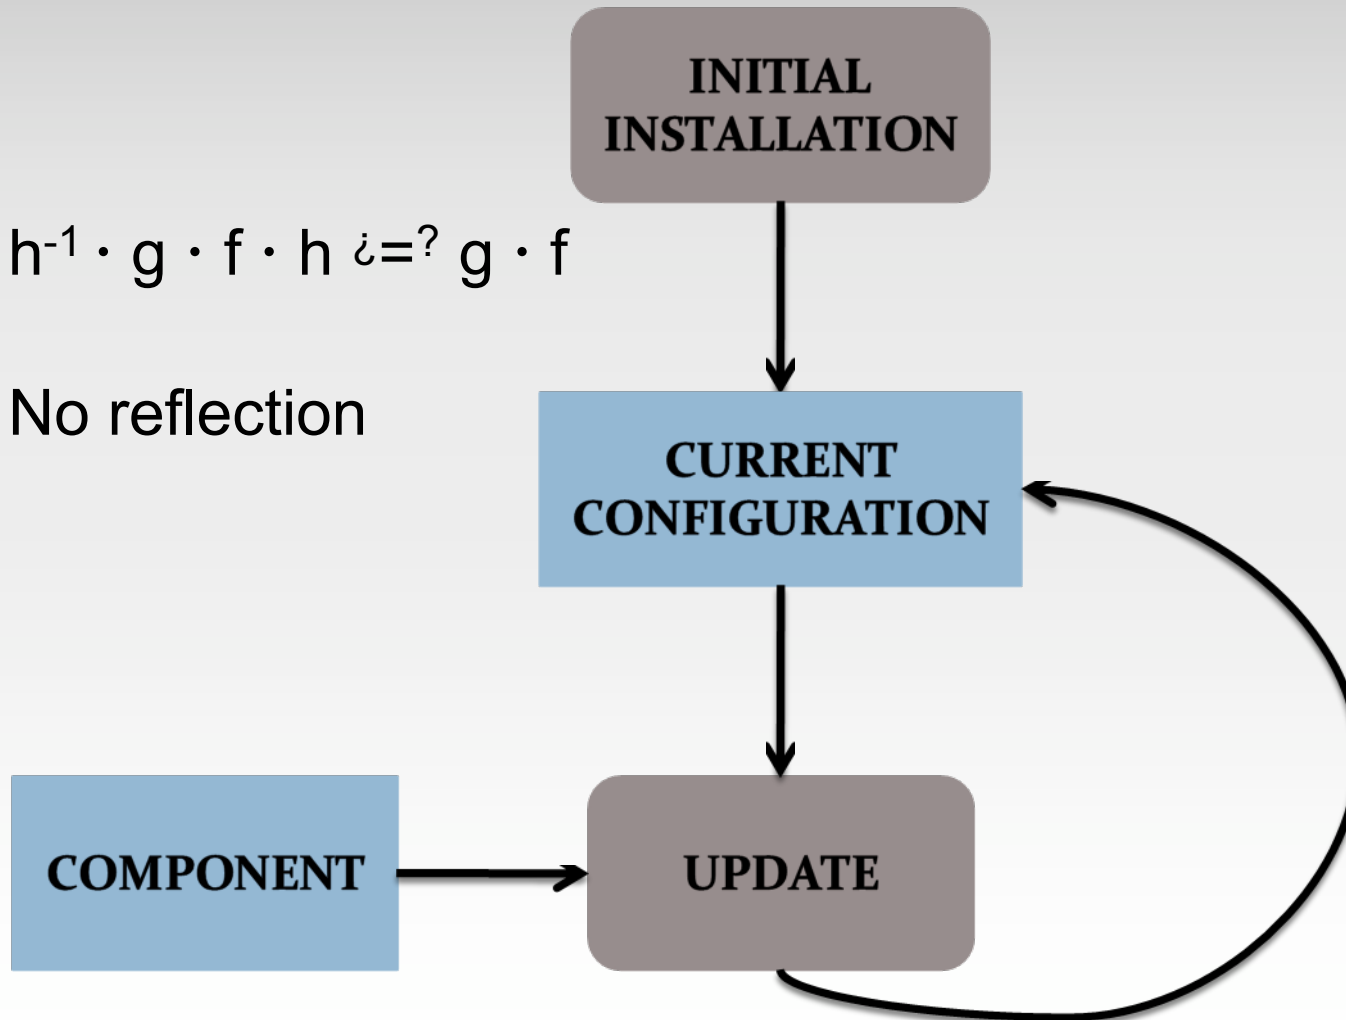 INITIAL
INSTALLATION
h⁻¹ · g · f · h ¿=? g · f
No reflection
CURRENT
CONFIGURATION
COMPONENT
UPDATE